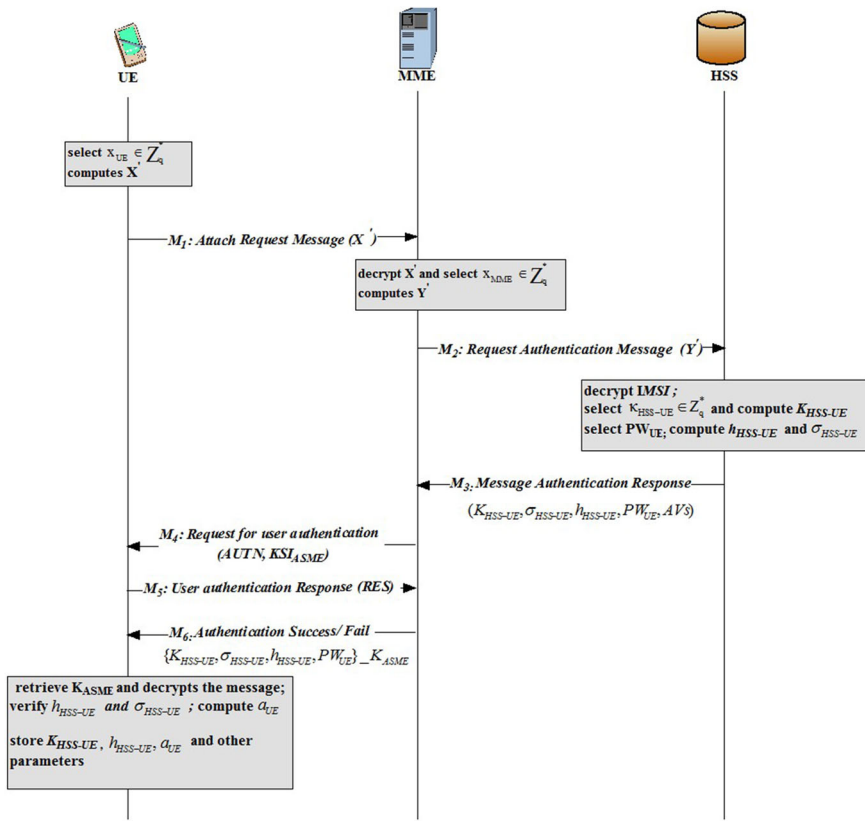 UE
MME
HSS
select x_UE ∈ Z_q^*
computes X'
M1: Attach Request Message (X')
decrypt X' and select x_MME ∈ Z_q^*
computes Y'
M2: Request Authentication Message (Y')
decrypt IMSI;
select κ_HSS-UE ∈ Z_q^* and compute K_HSS-UE
select PW_UE; compute h_HSS-UE and σ_HSS-UE
M3: Message Authentication Response
(K_HSS-UE, σ_HSS-UE, h_HSS-UE, PW_UE, AVs)
M4: Request for user authentication
(AUTN, KSI_ASME)
M5: User authentication Response (RES)
M6: Authentication Success/ Fail
{K_HSS-UE, σ_HSS-UE, h_HSS-UE, PW_UE}_K_ASME
retrieve K_ASME and decrypts the message;
verify h_HSS-UE and σ_HSS-UE ; compute a_UE
store K_HSS-UE, h_HSS-UE, a_UE and other
parameters